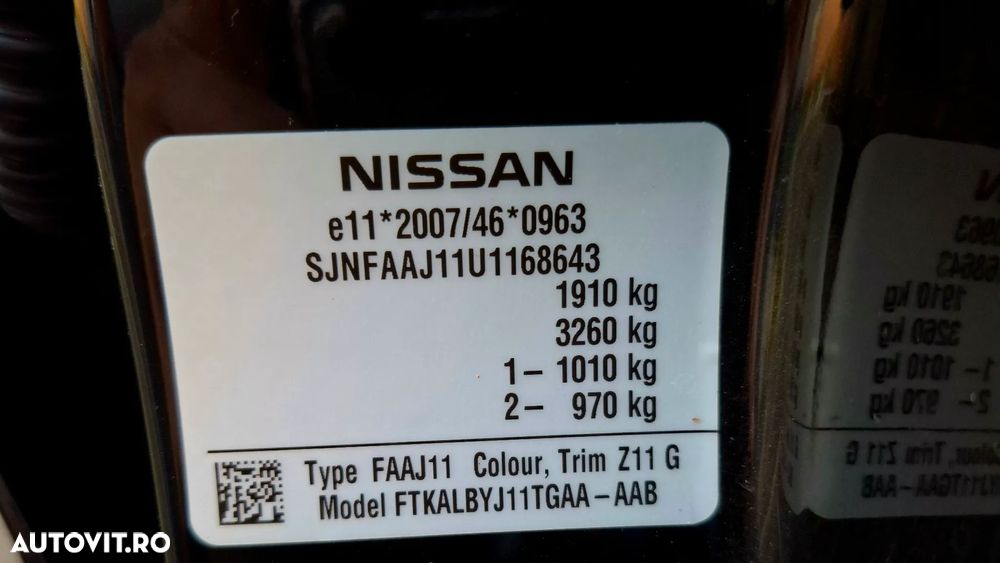 NISSAN
e11*2007/46*0963
SJNFAAJ11U1168643
1910 kg
3260 kg
1– 1010 kg
2– 970 kg
Type FAAJ11 Colour, Trim Z11 G
Model FTKALBYJ11TGAA–AAB
AUTOVIT.RO